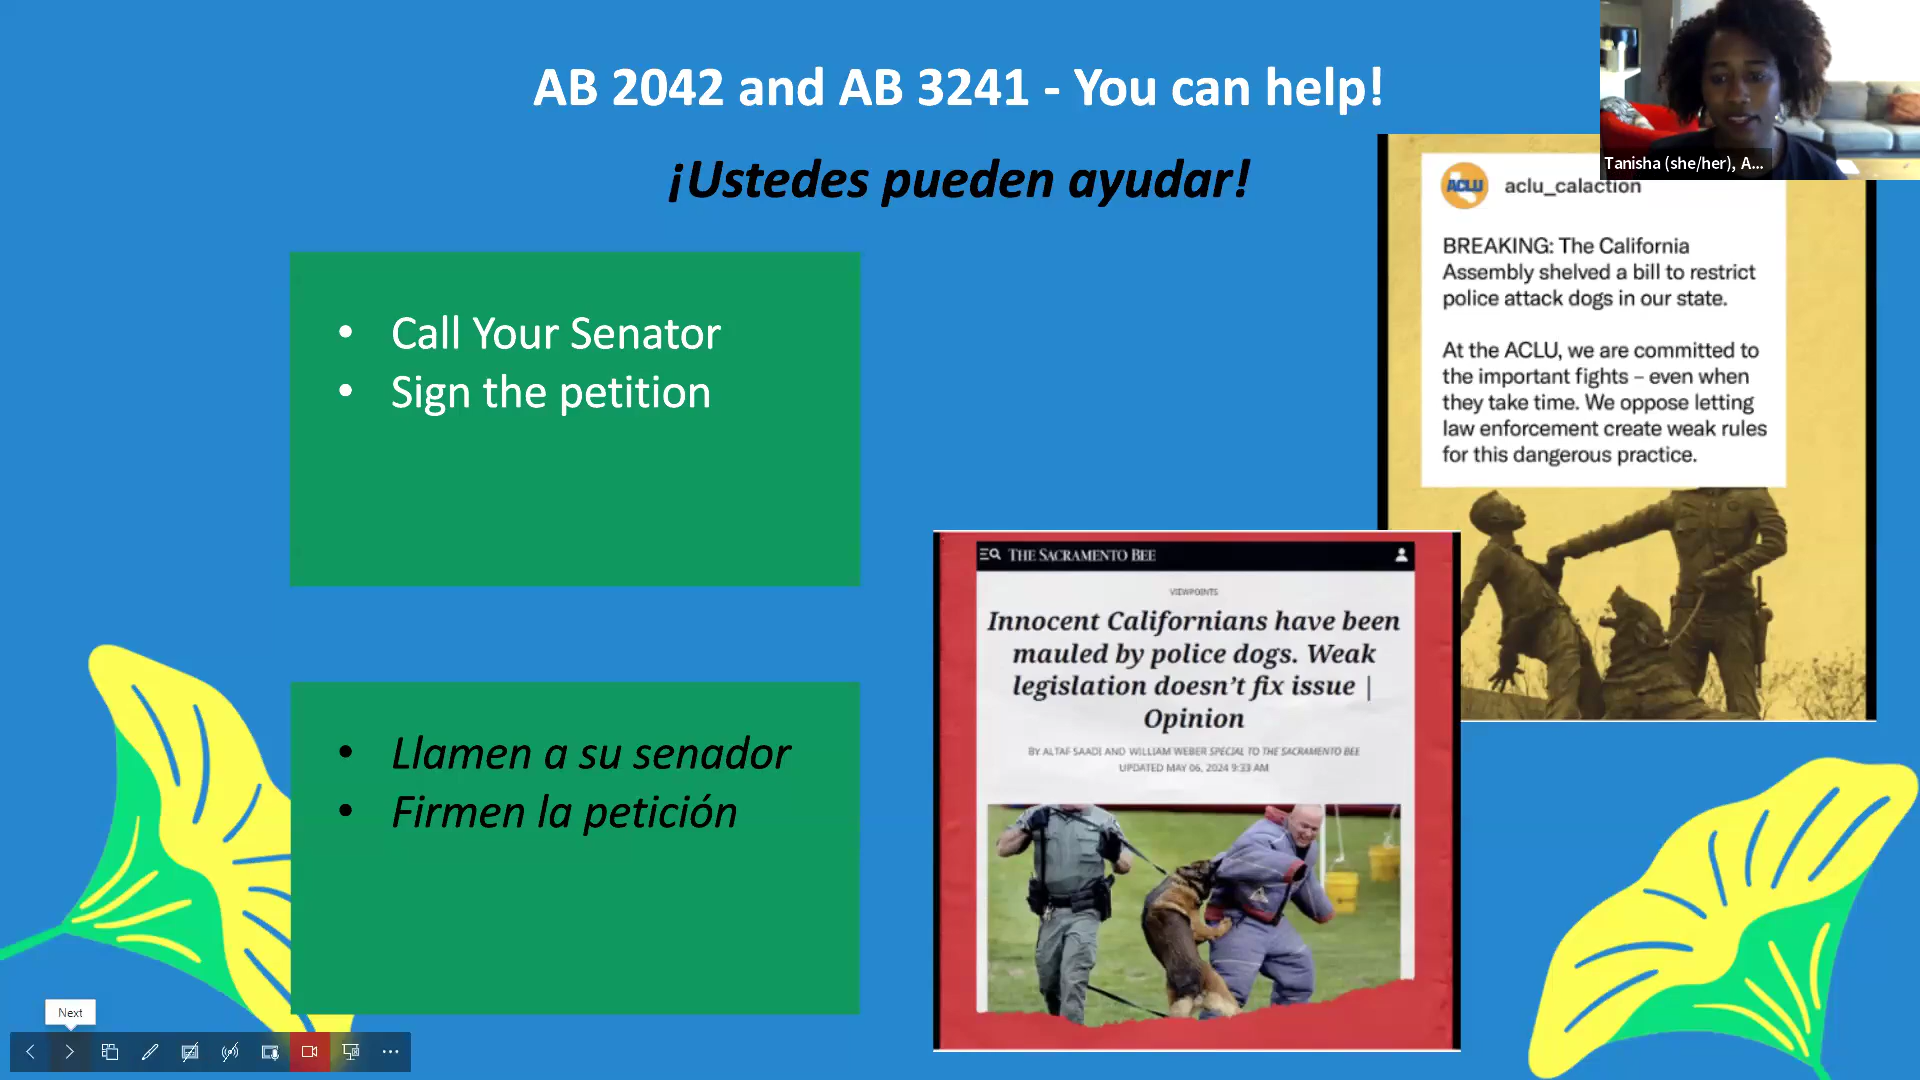 AB 2042 and AB 3241 - You can help!
¡Ustedes pueden ayudar!
Tanisha (she/her), A...
• Call Your Senator
• Sign the petition
• Llamen a su senador
• Firmen la petición
ACLU
aclu_calaction
BREAKING: The California
Assembly shelved a bill to restrict
police attack dogs in our state.
At the ACLU, we are committed to
the important fights – even when
they take time. We oppose letting
law enforcement create weak rules
for this dangerous practice.
THE SACRAMENTO BEE
VIEWPOINTS
Innocent Californians have been
mauled by police dogs. Weak
legislation doesn't fix issue |
Opinion
BY ALTAF SAADI AND WILLIAM WEBER SPECIAL TO THE SACRAMENTO BEE
UPDATED MAY 06, 2024 9:33 AM
Next